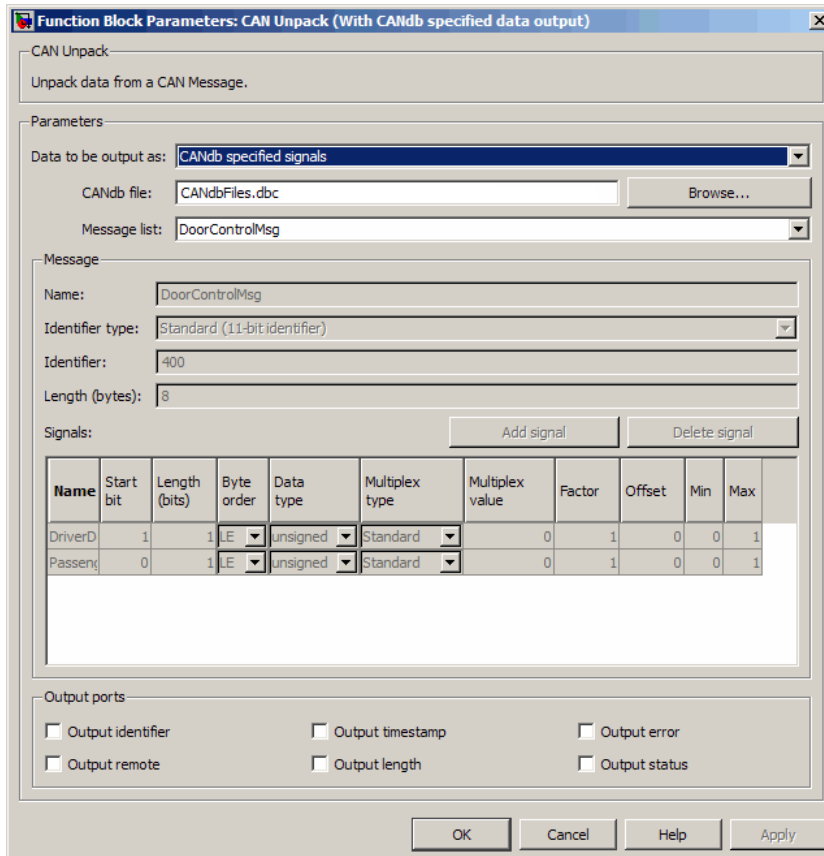 Function Block Parameters: CAN Unpack (With CANdb specified data output)
CAN Unpack
Unpack data from a CAN Message.
Parameters
Data to be output as: CANdb specified signals
CANdb file: CANdbFiles.dbc Browse...
Message list: DoorControlMsg
Message
Name: DoorControlMsg
Identifier type: Standard (11-bit identifier)
Identifier: 400
Length (bytes): 8
Signals: Add signal Delete signal
Name Start bit Length (bits) Byte order Data type Multiplex type Multiplex value Factor Offset Min Max
DriverD 1 1 LE unsigned Standard 0 1 0 0 1
Passeng 0 1 LE unsigned Standard 0 1 0 0 1
Output ports
Output identifier Output timestamp Output error
Output remote Output length Output status
OK Cancel Help Apply